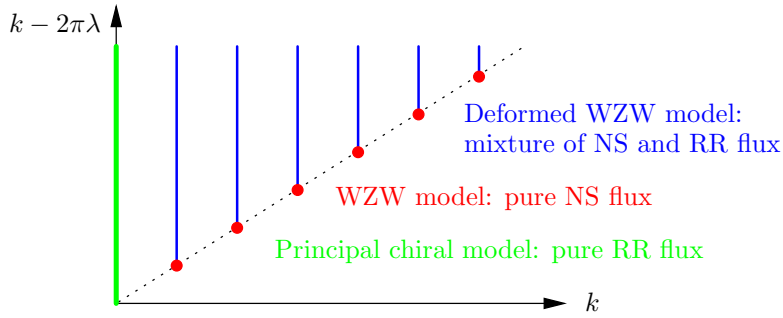 k − 2πλ
Deformed WZW model:
mixture of NS and RR flux
WZW model: pure NS flux
Principal chiral model: pure RR flux
k